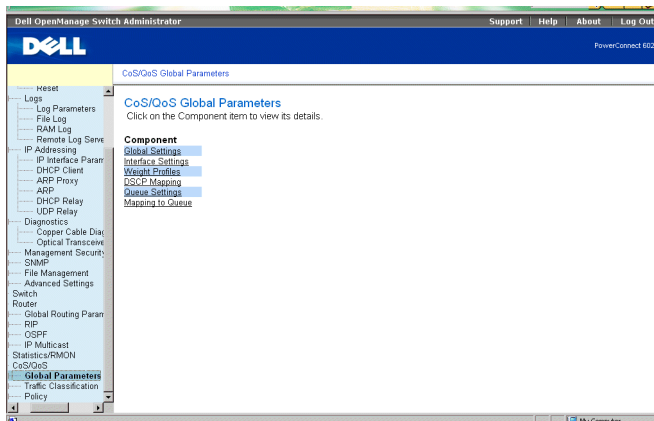 Dell OpenManage Switch Administrator
Support Help About Log Out
DELL
PowerConnect 602
CoS/QoS Global Parameters
Reset
Logs
Log Parameters
File Log
RAM Log
Remote Log Serve
IP Addressing
IP Interface Param
DHCP Client
ARP Proxy
ARP
DHCP Relay
UDP Relay
Diagnostics
Copper Cable Diag
Optical Transceive
Management Security
SNMP
File Management
Advanced Settings
Switch
Router
Global Routing Param
RIP
OSPF
IP Multicast
Statistics/RMON
CoS/QoS
Global Parameters
Traffic Classification
Policy
CoS/QoS Global Parameters
Click on the Component item to view its details.
Component
Global Settings
Interface Settings
Weight Profiles
DSCP Mapping
Queue Settings
Mapping to Queue
My Computer